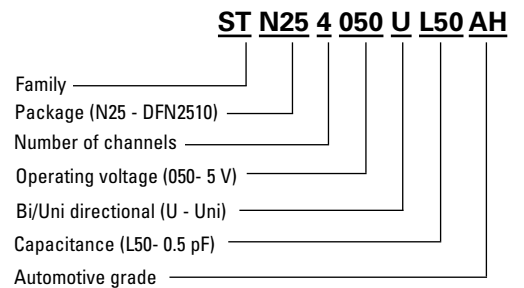 ST N25 4 050 U L50 AH
Family
Package (N25 - DFN2510)
Number of channels
Operating voltage (050- 5 V)
Bi/Uni directional (U - Uni)
Capacitance (L50- 0.5 pF)
Automotive grade